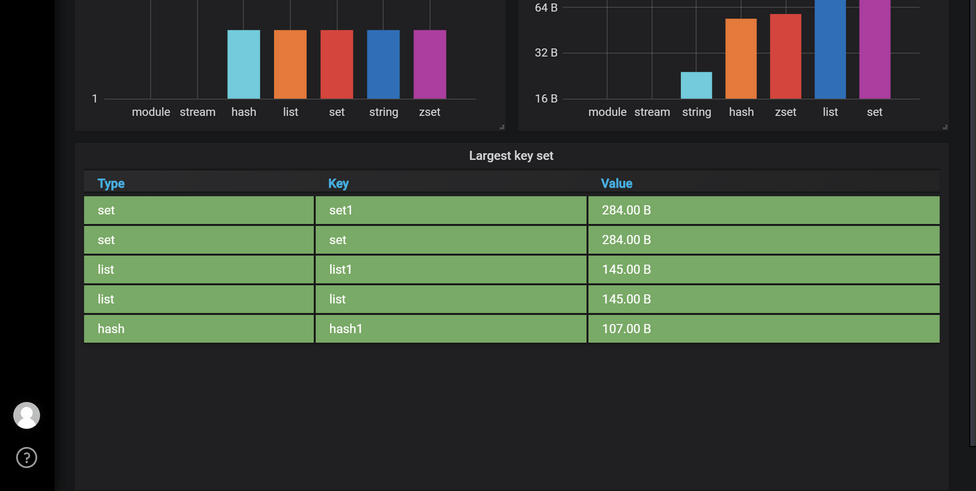 64 B
32 B
16 B
1
module stream hash list set string zset
module stream string hash zset list set
Largest key set
Type Key Value
set set1 284.00 B
set set 284.00 B
list list1 145.00 B
list list 145.00 B
hash hash1 107.00 B
?